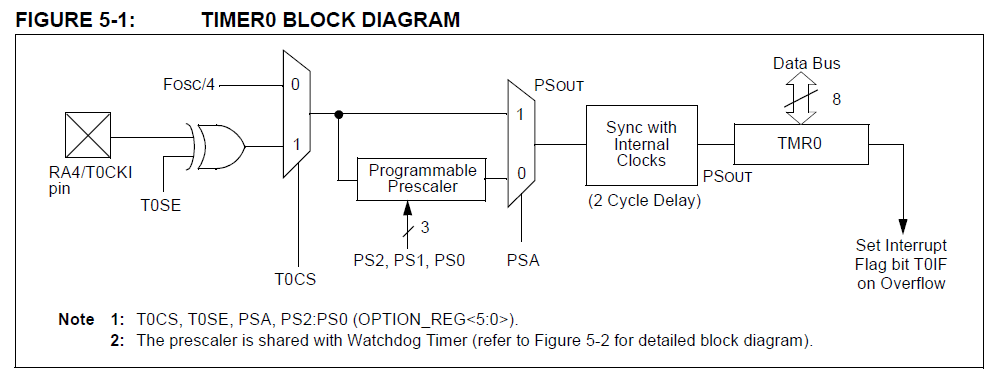 FIGURE 5-1: TIMER0 BLOCK DIAGRAM
Data Bus
8
FOSC/4
0
1
RA4/T0CKI
pin
T0SE
T0CS
Programmable
Prescaler
3
PS2, PS1, PS0
1
0
PSOUT
PSA
Sync with
Internal
Clocks
(2 Cycle Delay)
PSOUT
TMR0
Set Interrupt
Flag bit T0IF
on Overflow
Note 1: T0CS, T0SE, PSA, PS2:PS0 (OPTION_REG<5:0>).
2: The prescaler is shared with Watchdog Timer (refer to Figure 5-2 for detailed block diagram).